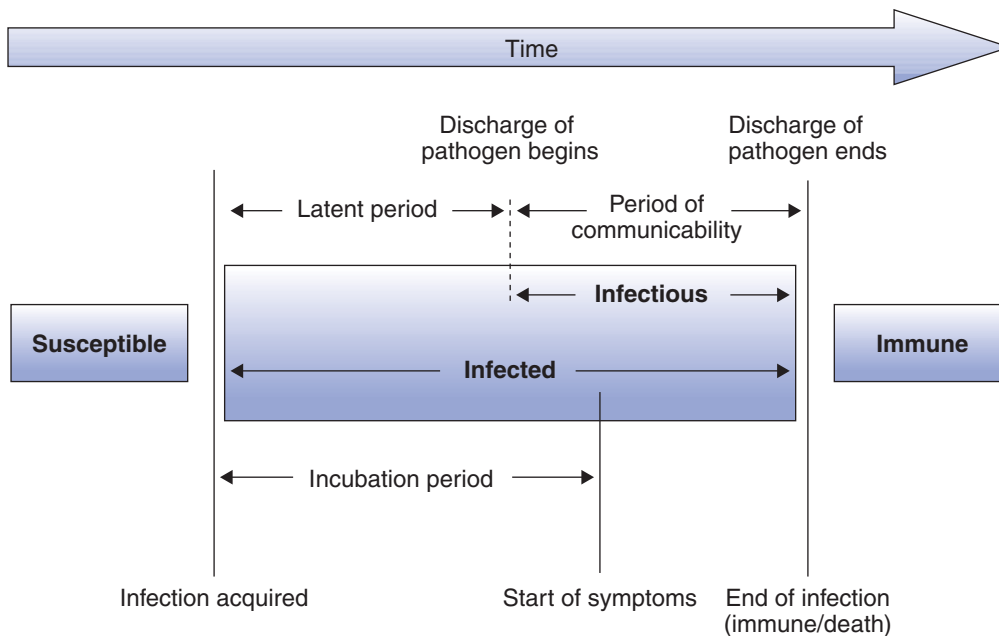 Time
Discharge of
pathogen begins
Discharge of
pathogen ends
Latent period
Period of
communicability
Infectious
Susceptible
Immune
Infected
Incubation period
Infection acquired
Start of symptoms
End of infection
(immune/death)